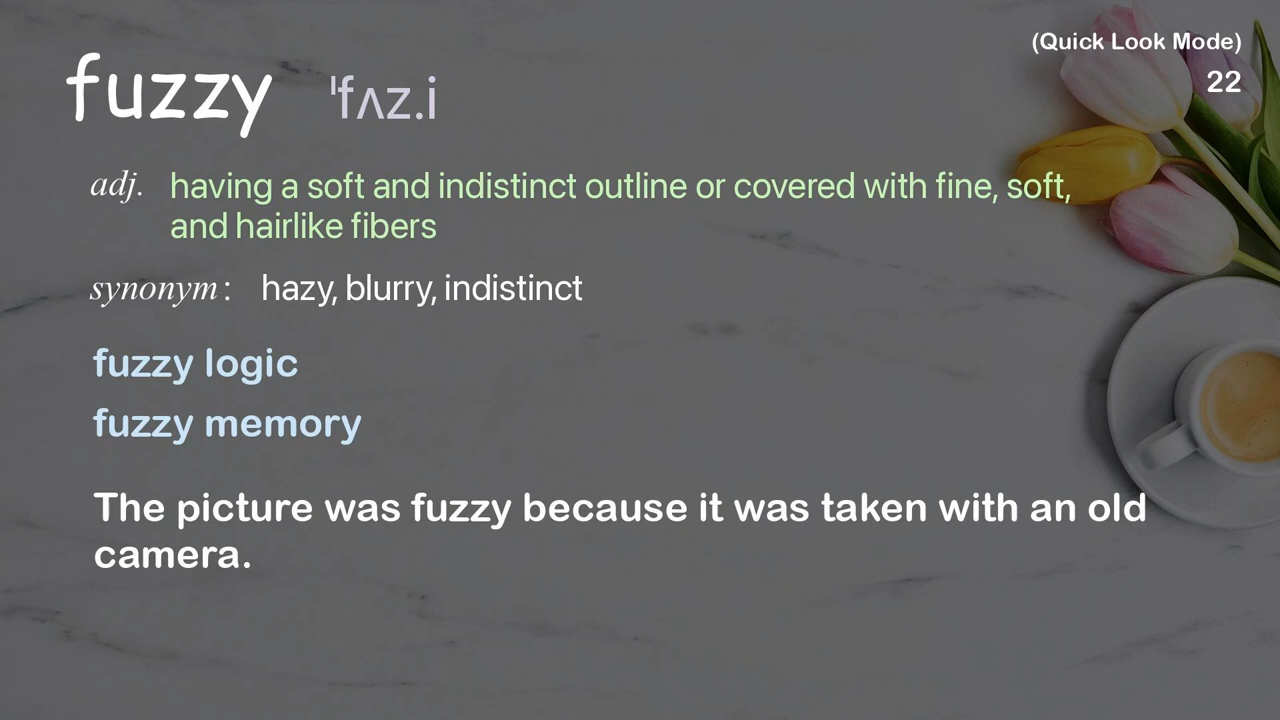 (Quick Look Mode)
22
fuzzy ˈfʌz.i
adj. having a soft and indistinct outline or covered with fine, soft,
and hairlike fibers
synonym: hazy, blurry, indistinct
fuzzy logic
fuzzy memory
The picture was fuzzy because it was taken with an old
camera.